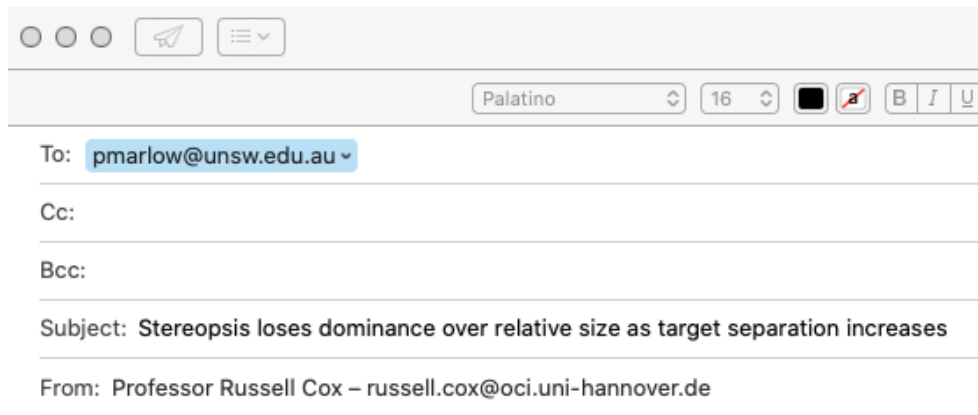 Palatino 16 a B I U
To: pmarlow@unsw.edu.au
Cc:
Bcc:
Subject: Stereopsis loses dominance over relative size as target separation increases
From: Professor Russell Cox – russell.cox@oci.uni-hannover.de